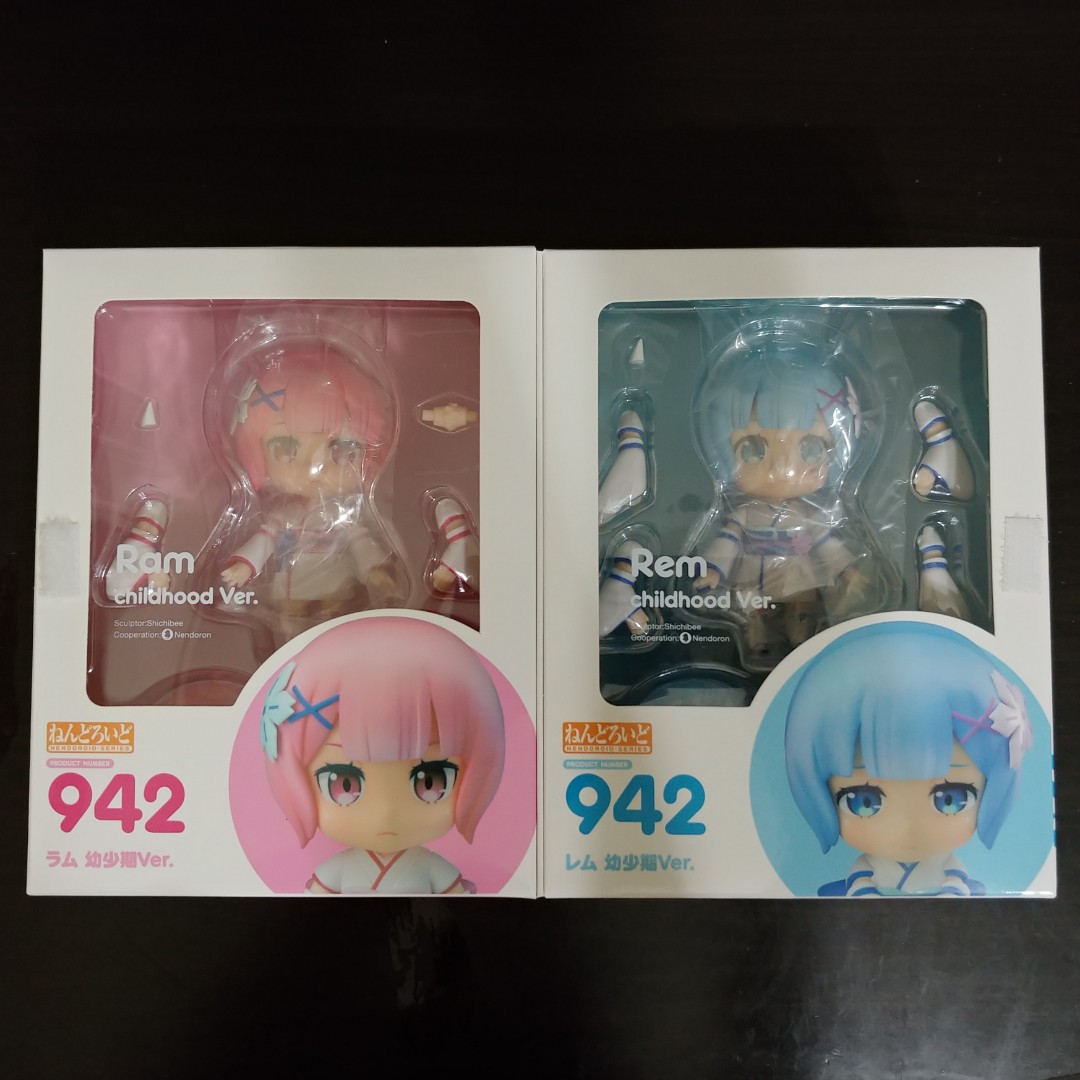 Ram
childhood Ver.
Sculptor:Shichibee
Cooperation: Nendoron
ねんどろいど
NENDOROID SERIES
PRODUCT NUMBER
942
ラム 幼少期Ver.
Rem
childhood Ver.
Sculptor:Shichibee
Cooperation: Nendoron
ねんどろいど
NENDOROID SERIES
PRODUCT NUMBER
942
レム 幼少期Ver.